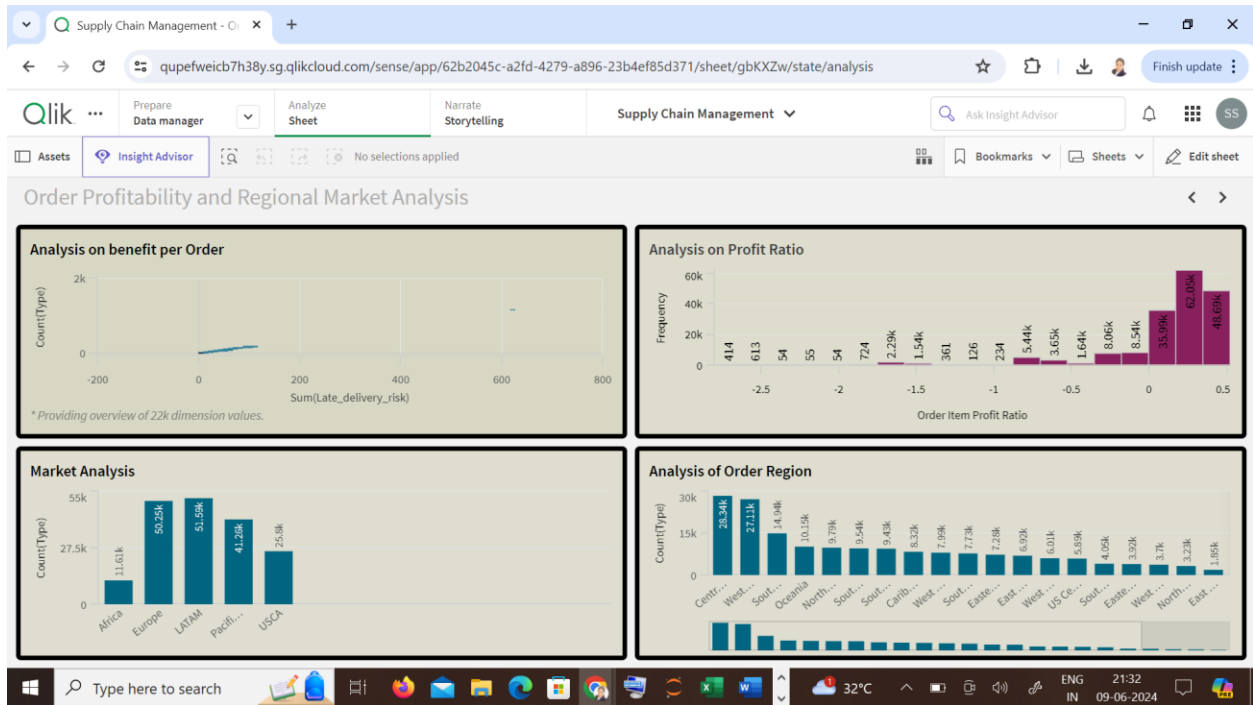 Supply Chain Management - Or
qupefweicb7h38y.sg.qlikcloud.com/sense/app/62b2045c-a2fd-4279-a896-23b4ef85d371/sheet/gbKXZw/state/analysis
Finish update
Qlik
Prepare
Data manager
Analyze
Sheet
Narrate
Storytelling
Supply Chain Management
Ask Insight Advisor
SS
Assets
Insight Advisor
No selections applied
Bookmarks
Sheets
Edit sheet
Order Profitability and Regional Market Analysis
Analysis on benefit per Order
Count(Type)
2k
0
-200 0 200 400 600 800
Sum(Late_delivery_risk)
* Providing overview of 22k dimension values.
Analysis on Profit Ratio
Frequency
60k
40k
20k
0
414 613 54 55 54 724 2.29k 1.54k 361 126 234 5.44k 3.65k 1.64k 8.06k 8.54k 35.99k 62.05k 48.69k
-2.5 -2 -1.5 -1 -0.5 0 0.5
Order Item Profit Ratio
Market Analysis
Count(Type)
55k
27.5k
0
11.61k 50.25k 51.59k 41.26k 25.8k
Africa Europe LATAM Pacifi... USCA
Analysis of Order Region
Count(Type)
30k
15k
0
28.34k 27.11k 14.94k 10.15k 9.79k 9.54k 9.43k 8.32k 7.99k 7.73k 7.28k 6.92k 6.01k 5.89k 4.05k 3.92k 3.7k 3.23k 1.85k
Centr... West ... Sout... Oceania North... Sout... Sout... Carib... West ... Sout... Easte... East ... West ... US Ce... Sout... Easte... West ... North... East ...
Type here to search
32°C
ENG
IN
21:32
09-06-2024